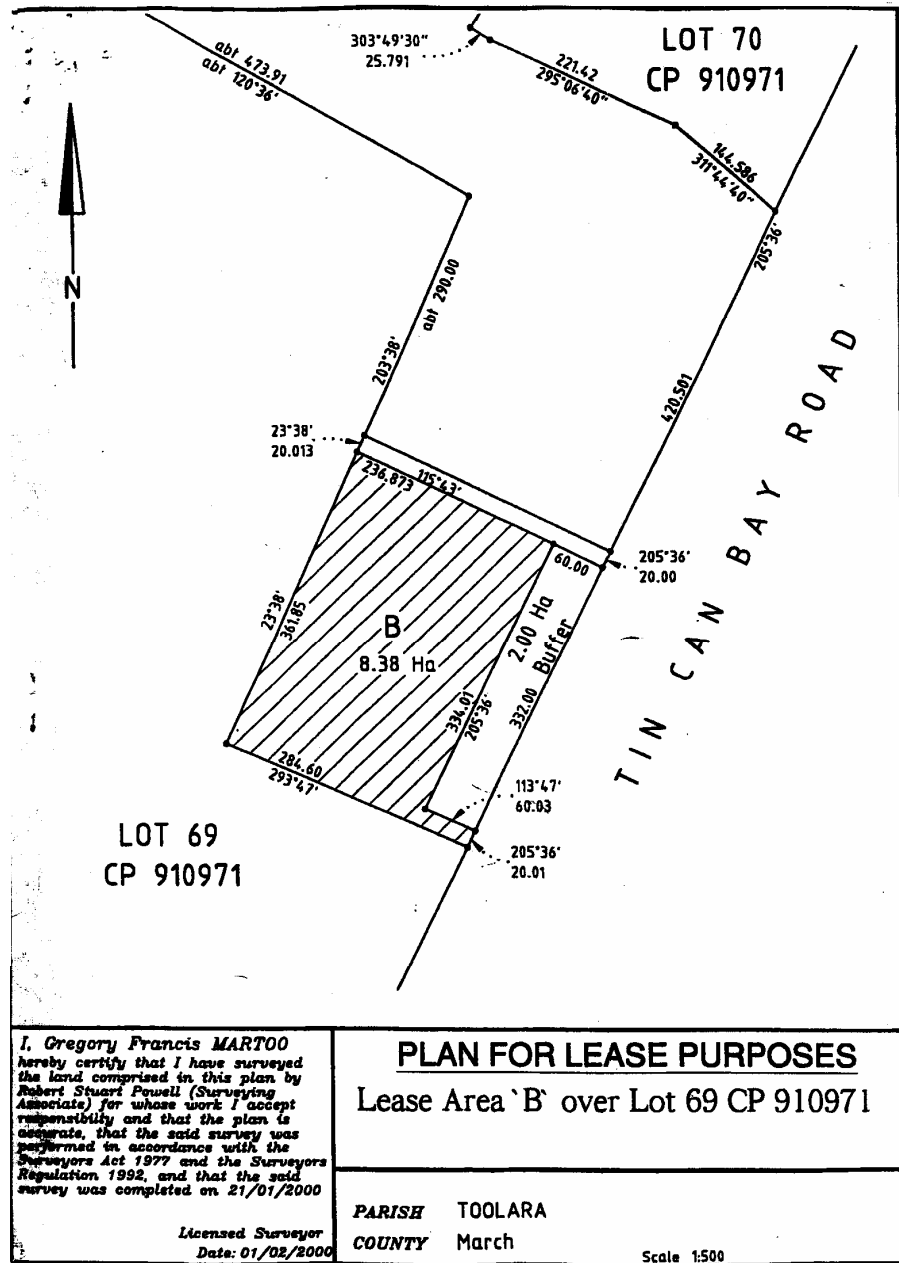 abt 473.91
abt 120°36'
303°49'30"
25.791
221.42
295°06'40"
LOT 70
CP 910971
144.586
311°44'40"
205°36'
N
abt 290.00
203°38'
420.501
TIN CAN BAY ROAD
23°38'
20.013
236.873
115°43'
60.00
205°36'
20.00
B
8.38 Ha
2.00 Ha
Buffer
23°38'
361.85
334.01
205°36'
332.00
284.60
293°47'
113°47'
60.03
205°36'
20.01
LOT 69
CP 910971
I, Gregory Francis MARTOO
hereby certify that I have surveyed
the land comprised in this plan by
Robert Stuart Powell (Surveying
Associate) for whose work I accept
responsibility and that the plan is
accurate, that the said survey was
performed in accordance with the
Surveyors Act 1977 and the Surveyors
Regulation 1992, and that the said
survey was completed on 21/01/2000
Licensed Surveyor
Date: 01/02/2000
PLAN FOR LEASE PURPOSES
Lease Area `B` over Lot 69 CP 910971
PARISH TOOLARA
COUNTY March
Scale 1:500